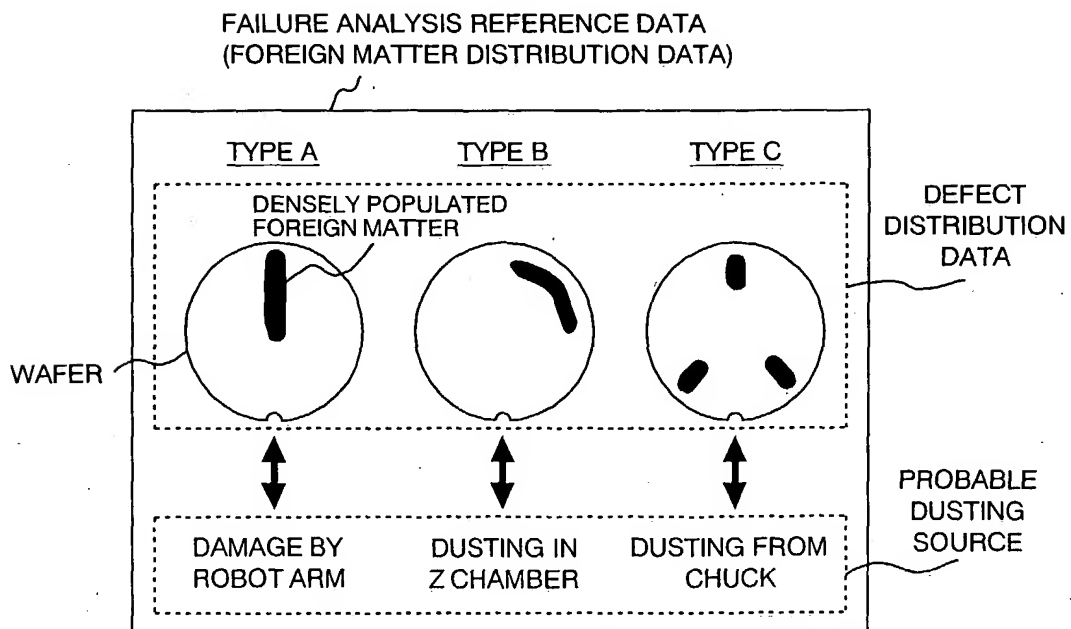 FAILURE ANALYSIS REFERENCE DATA
(FOREIGN MATTER DISTRIBUTION DATA)
TYPE A
TYPE B
TYPE C
DENSELY POPULATED
FOREIGN MATTER
DEFECT
DISTRIBUTION
DATA
WAFER
PROBABLE
DUSTING
SOURCE
DAMAGE BY
ROBOT ARM
DUSTING IN
Z CHAMBER
DUSTING FROM
CHUCK